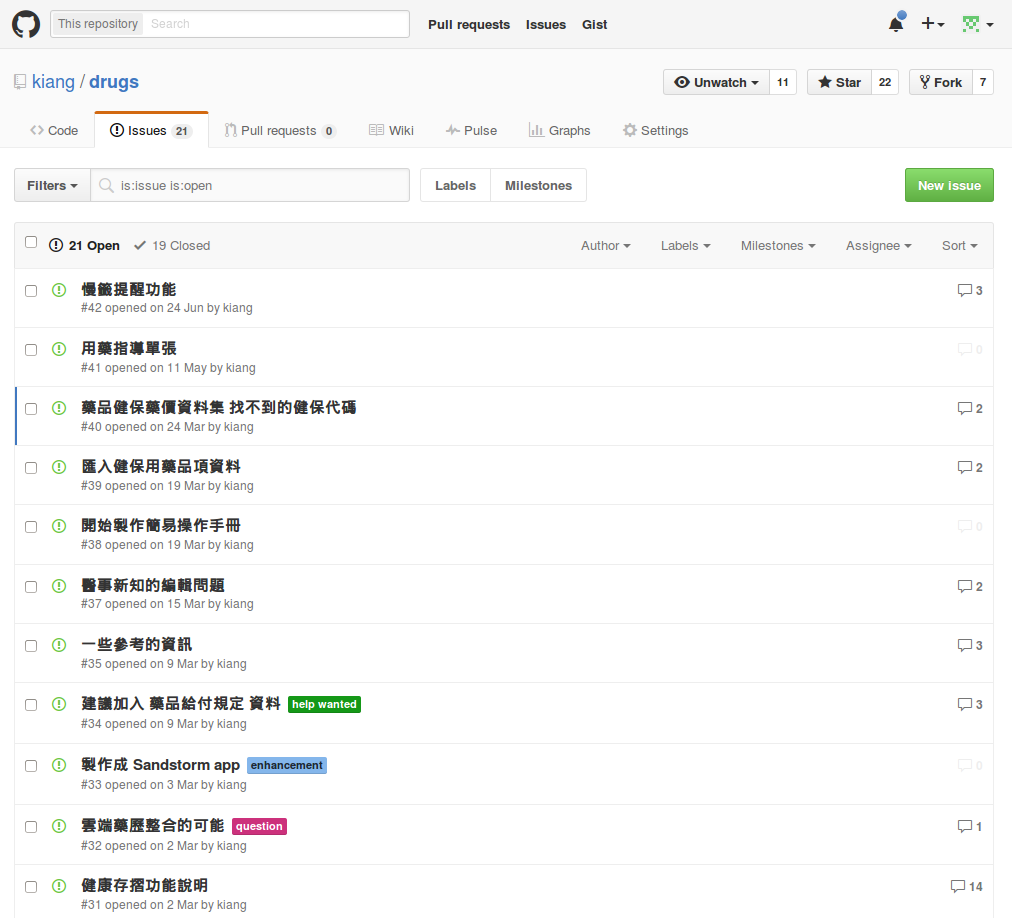 This repository Search Pull requests Issues Gist
kiang / drugs Unwatch 11 Star 22 Fork 7
Code Issues 21 Pull requests 0 Wiki Pulse Graphs Settings
Filters is:issue is:open Labels Milestones New issue
21 Open 19 Closed Author Labels Milestones Assignee Sort
慢籤提醒功能 3
#42 opened on 24 Jun by kiang
用藥指導單張 0
#41 opened on 11 May by kiang
藥品健保藥價資料集 找不到的健保代碼 2
#40 opened on 24 Mar by kiang
匯入健保用藥品項資料 2
#39 opened on 19 Mar by kiang
開始製作簡易操作手冊 0
#38 opened on 19 Mar by kiang
醫事新知的編輯問題 2
#37 opened on 15 Mar by kiang
一些參考的資訊 3
#35 opened on 9 Mar by kiang
建議加入 藥品給付規定 資料 help wanted 3
#34 opened on 9 Mar by kiang
製作成 Sandstorm app enhancement 0
#33 opened on 3 Mar by kiang
雲端藥歷整合的可能 question 1
#32 opened on 2 Mar by kiang
健康存摺功能說明 14
#31 opened on 2 Mar by kiang